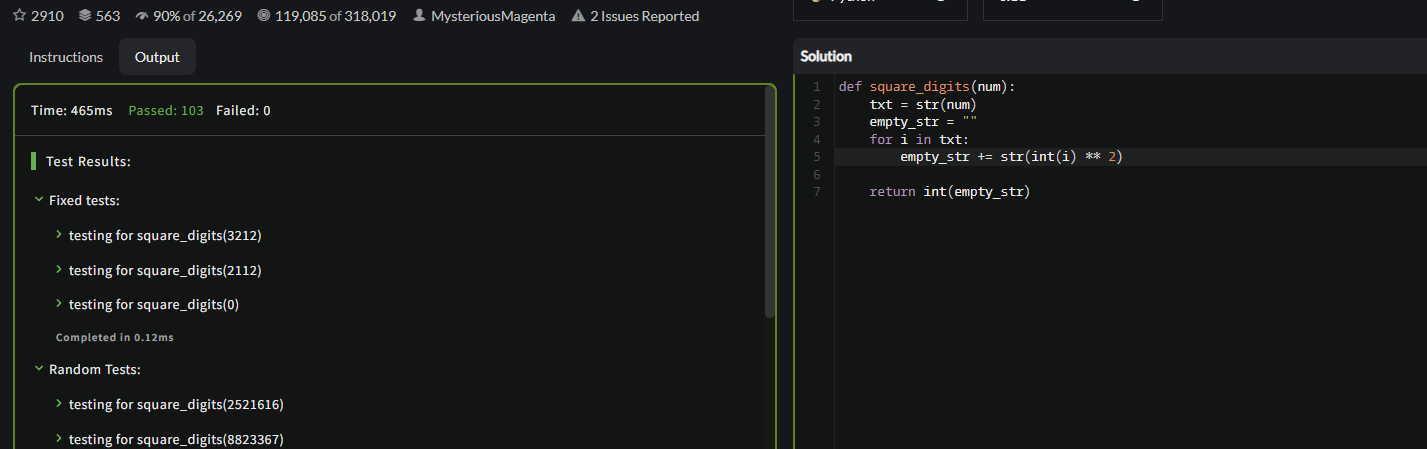 2910 563 90% of 26,269 119,085 of 318,019 MysteriousMagenta 2 Issues Reported
Instructions Output
Time: 465ms Passed: 103 Failed: 0
Test Results:
Fixed tests:
testing for square_digits(3212)
testing for square_digits(2112)
testing for square_digits(0)
Completed in 0.12ms
Random Tests:
testing for square_digits(2521616)
testing for square_digits(8823367)
Solution
1 def square_digits(num):
2     txt = str(num)
3     empty_str = ""
4     for i in txt:
5         empty_str += str(int(i) ** 2)
6
7     return int(empty_str)